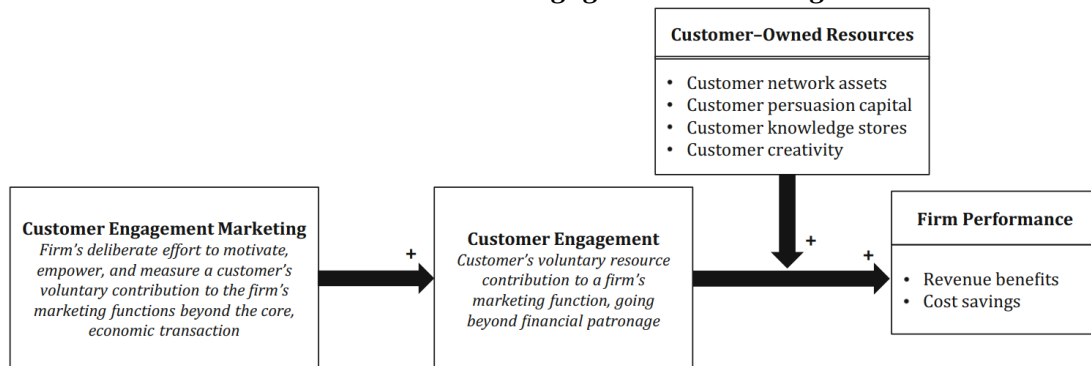 Customer–Owned Resources
• Customer network assets
• Customer persuasion capital
• Customer knowledge stores
• Customer creativity
Customer Engagement Marketing
Firm's deliberate effort to motivate,
empower, and measure a customer's
voluntary contribution to the firm's
marketing functions beyond the core,
economic transaction
+
Customer Engagement
Customer's voluntary resource
contribution to a firm's
marketing function, going
beyond financial patronage
+
+
Firm Performance
• Revenue benefits
• Cost savings